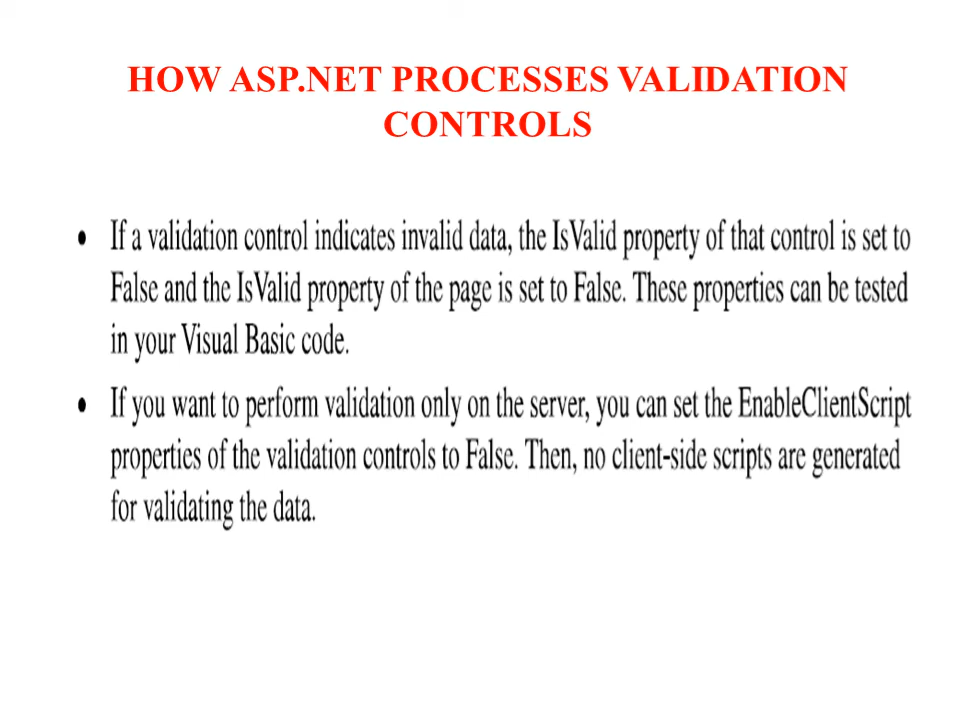 HOW ASP.NET PROCESSES VALIDATION
CONTROLS
• If a validation control indicates invalid data, the IsValid property of that control is set to
False and the IsValid property of the page is set to False. These properties can be tested
in your Visual Basic code.
• If you want to perform validation only on the server, you can set the EnableClientScript
properties of the validation controls to False. Then, no client-side scripts are generated
for validating the data.